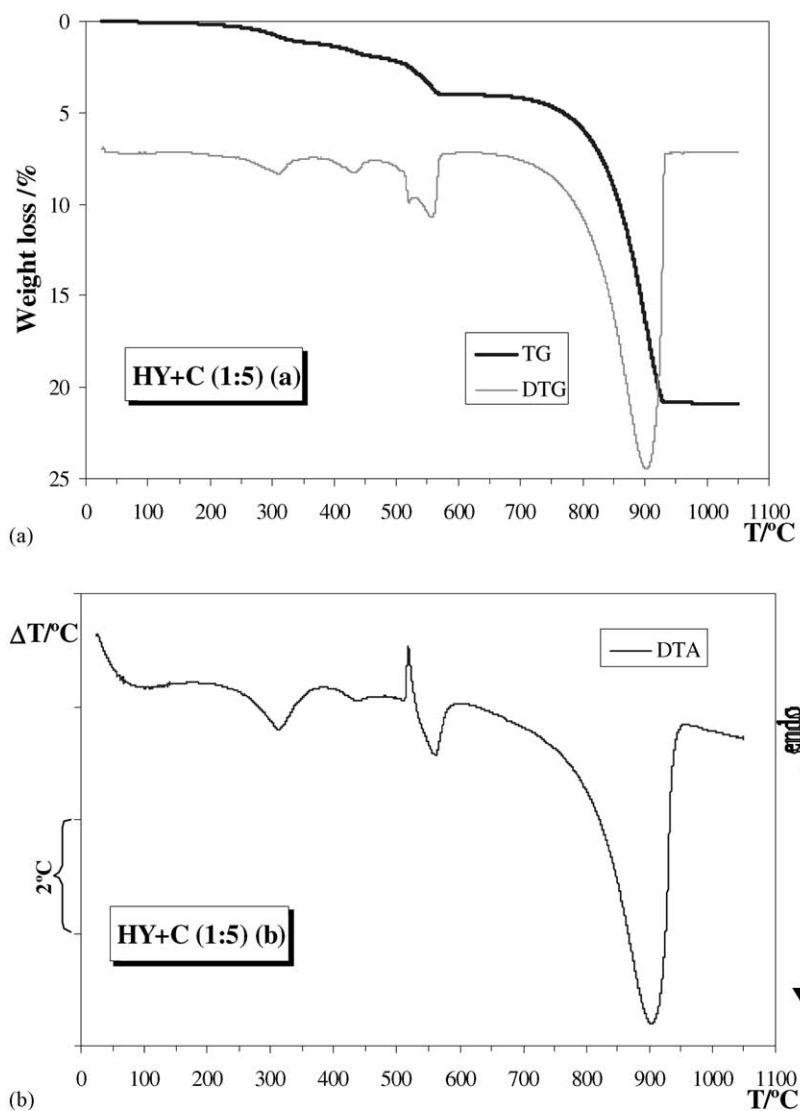 0
5
10
15
20
25
Weight loss /%
TG
DTG
HY+C (1:5) (a)
0 100 200 300 400 500 600 700 800 900 1000 1100
T/ºC
(a)
ΔT/ºC
DTA
endo
2ºC
HY+C (1:5) (b)
0 100 200 300 400 500 600 700 800 900 1000 1100
T/ºC
(b)